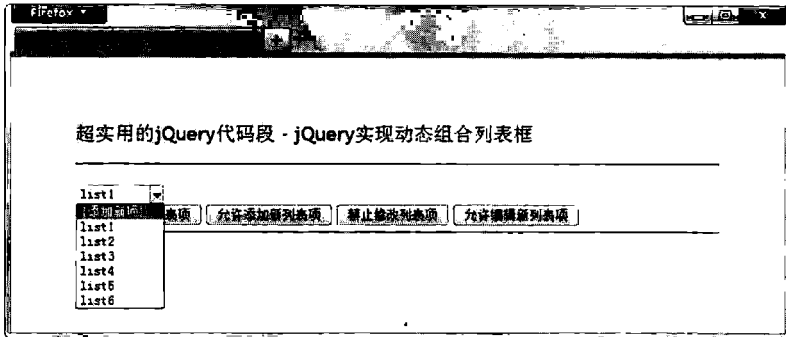 Firefox
超实用的jQuery代码段 - jQuery实现动态组合列表框
list1
添加新项
表项 允许添加新列表项 禁止修改列表项 允许编辑新列表项
list1
list2
list3
list4
list5
list6